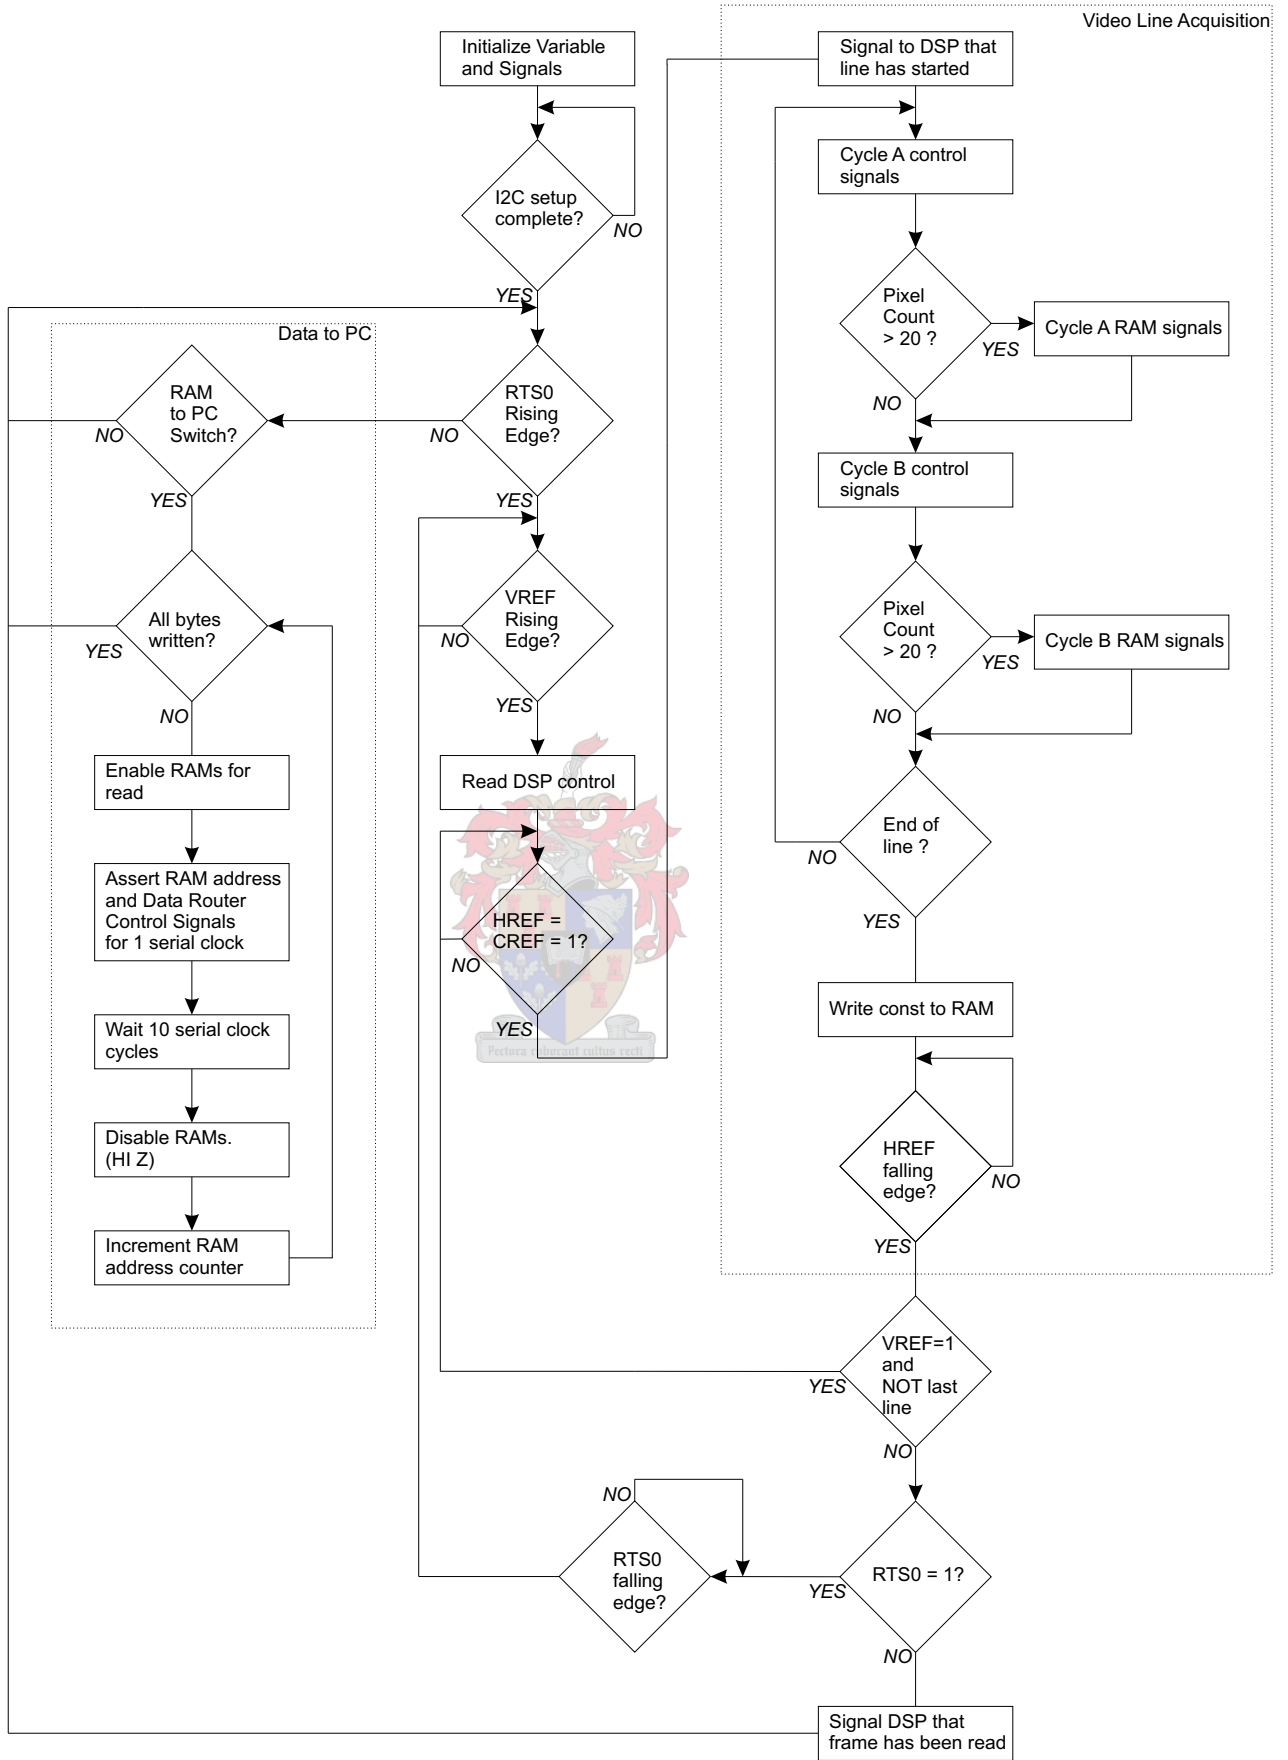 Initialize Variable
and Signals
I2C setup
complete?
NO
YES
RTS0
Rising
Edge?
NO
YES
VREF
Rising
Edge?
NO
YES
Read DSP control
HREF =
CREF = 1?
NO
YES
Pectora roborant cultus recti
Data to PC
RAM
to PC
Switch?
NO
YES
All bytes
written?
YES
NO
Enable RAMs for
read
Assert RAM address
and Data Router
Control Signals
for 1 serial clock
Wait 10 serial clock
cycles
Disable RAMs.
(HI Z)
Increment RAM
address counter
Video Line Acquisition
Signal to DSP that
line has started
Cycle A control
signals
Pixel
Count
> 20 ?
YES
Cycle A RAM signals
NO
Cycle B control
signals
Pixel
Count
> 20 ?
YES
Cycle B RAM signals
NO
End of
line ?
NO
YES
Write const to RAM
HREF
falling
edge?
NO
YES
VREF=1
and
NOT last
line
YES
NO
RTS0 = 1?
YES
NO
RTS0
falling
edge?
NO
Signal DSP that
frame has been read